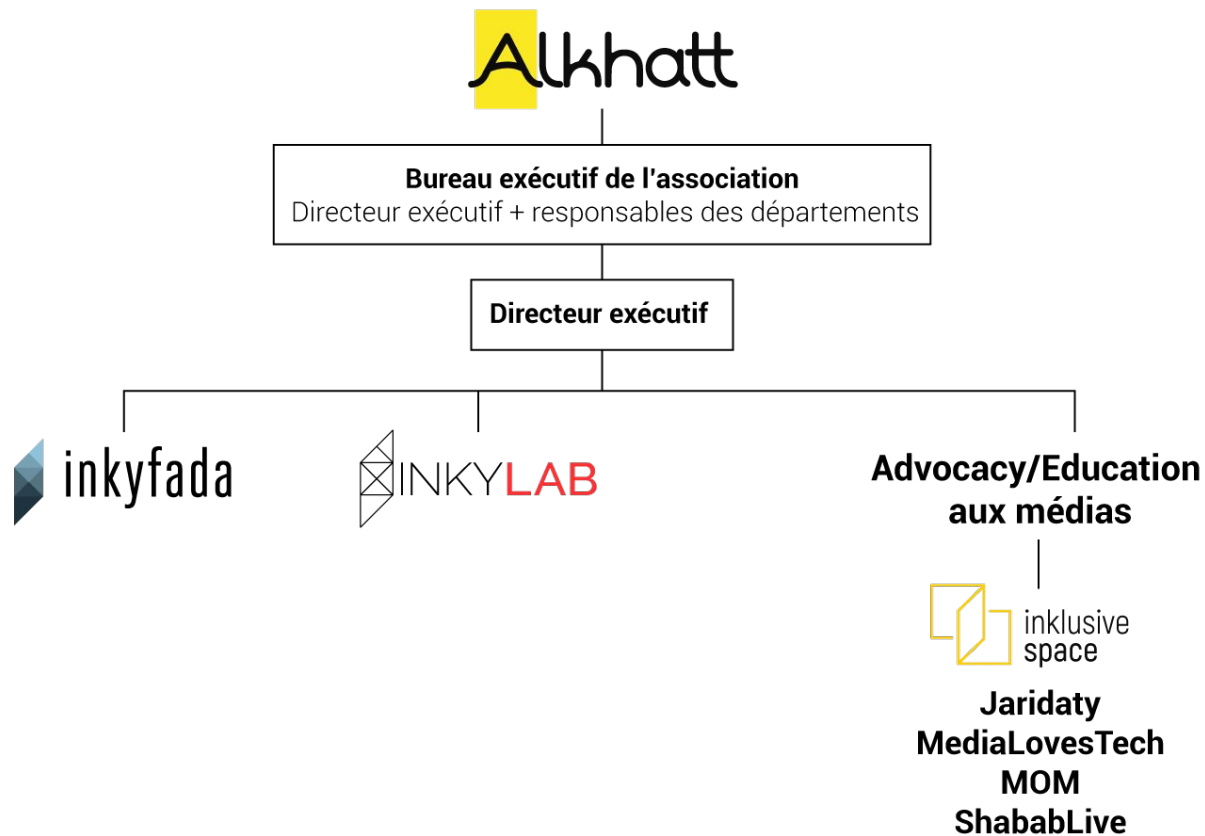 Alkhatt
Bureau exécutif de l'association
Directeur exécutif + responsables des départements
Directeur exécutif
inkyfada
INKYLAB
Advocacy/Education
aux médias
inklusive
space
Jaridaty
MediaLovesTech
MOM
ShababLive